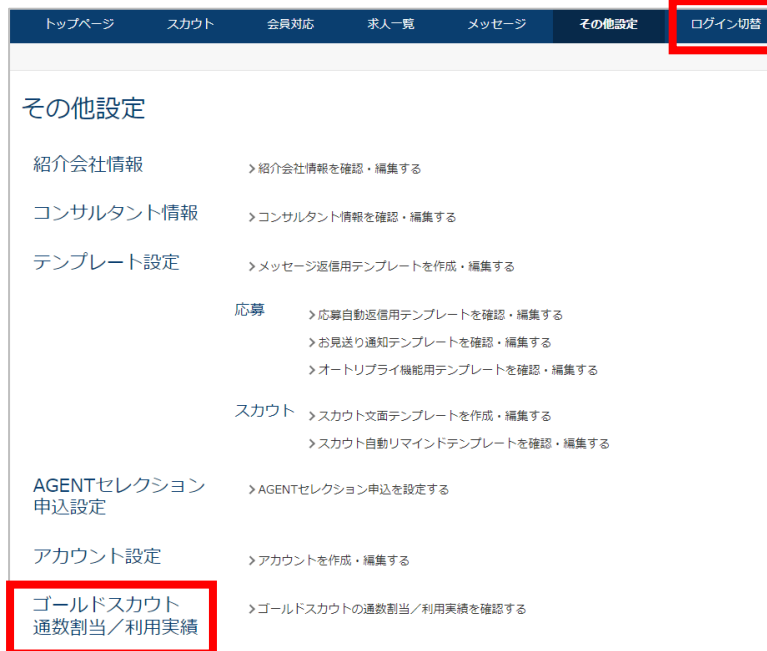 トップページ スカウト 会員対応 求人一覧 メッセージ その他設定 ログイン切替
その他設定
紹介会社情報 >紹介会社情報を確認・編集する
コンサルタント情報 >コンサルタント情報を確認・編集する
テンプレート設定 >メッセージ返信用テンプレートを作成・編集する
応募 >応募自動返信用テンプレートを確認・編集する
>お見送り通知テンプレートを確認・編集する
>オートリプライ機能用テンプレートを確認・編集する
スカウト >スカウト文面テンプレートを作成・編集する
>スカウト自動リマインドテンプレートを確認・編集する
AGENTセレクション
申込設定 >AGENTセレクション申込を設定する
アカウント設定 >アカウントを作成・編集する
ゴールドスカウト
通数割当／利用実績 >ゴールドスカウトの通数割当／利用実績を確認する